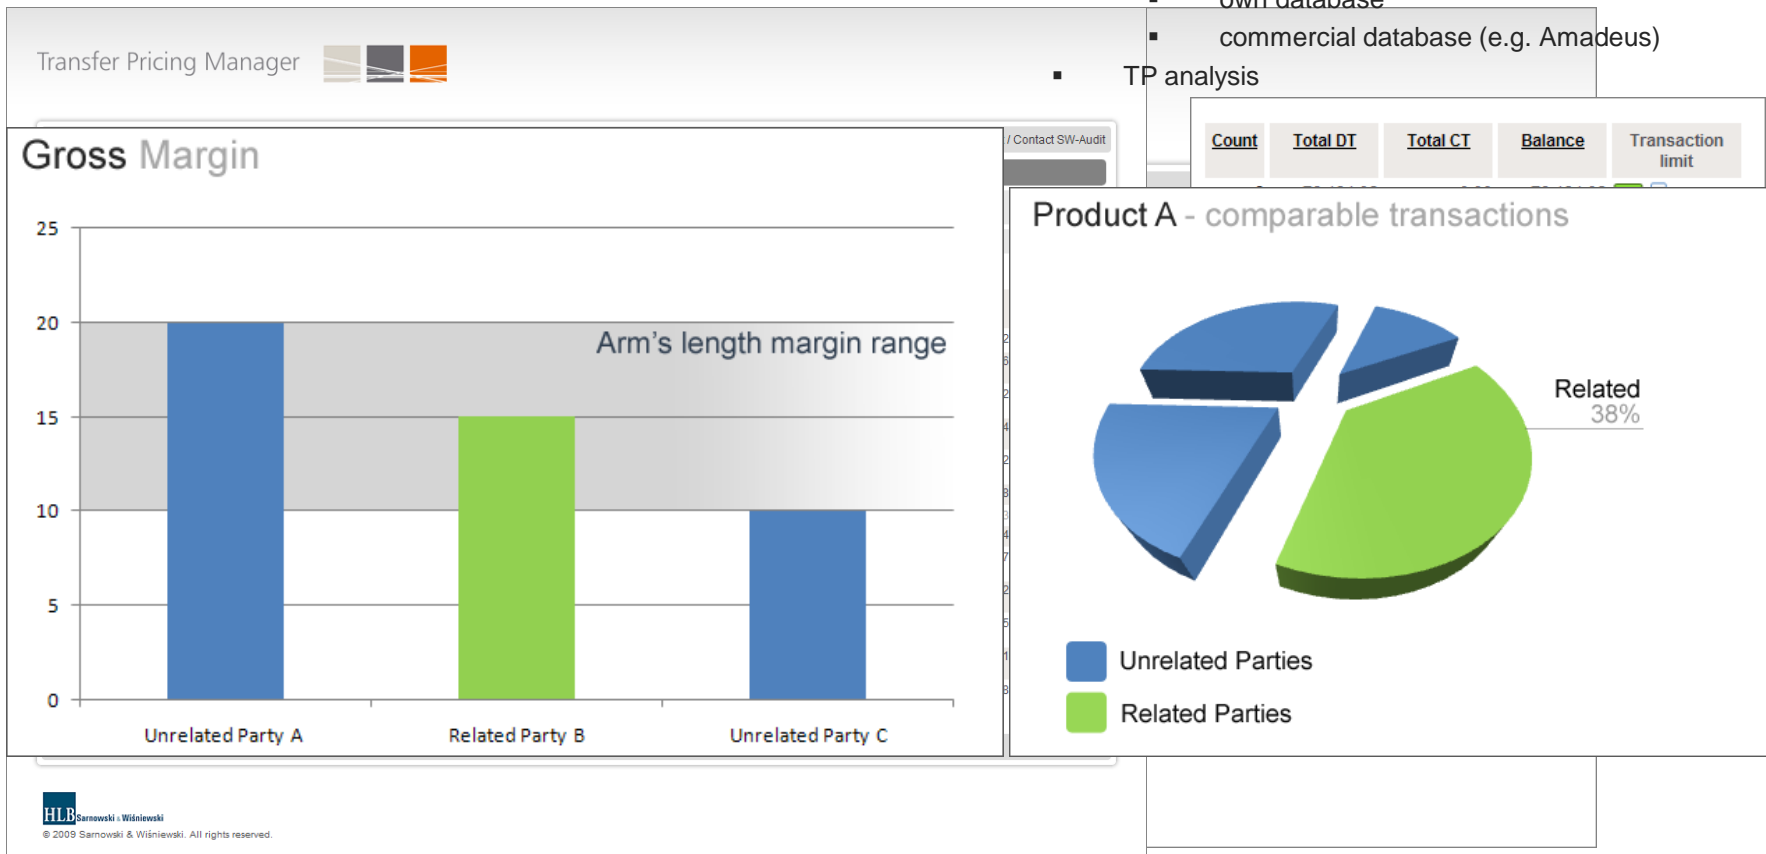 own database
commercial database (e.g. Amadeus)
TP analysis
Transfer Pricing Manager
/ Contact SW-Audit
Gross Margin
25
20
15
10
5
0
Arm's length margin range
Unrelated Party A
Related Party B
Unrelated Party C
Count
Total DT
Total CT
Balance
Transaction
limit
Product A - comparable transactions
Related
38%
Unrelated Parties
Related Parties
HLB Sarnowski & Wiśniewski
© 2009 Sarnowski & Wiśniewski. All rights reserved.